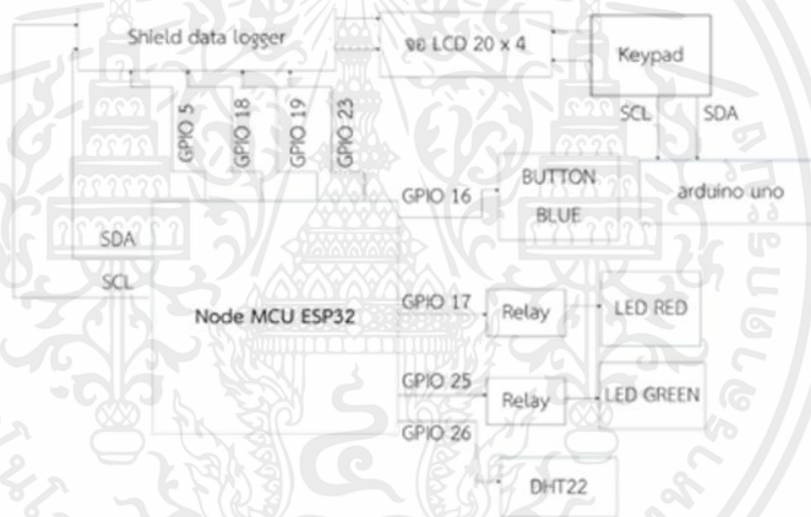 Shield data logger
จอ LCD 20 x 4
Keypad
SCL
SDA
GPIO 5
GPIO 18
GPIO 19
GPIO 23
GPIO 16
BUTTON
BLUE
arduino uno
SDA
SCL
Node MCU ESP32
GPIO 17
Relay
LED RED
GPIO 25
Relay
LED GREEN
GPIO 26
DHT22